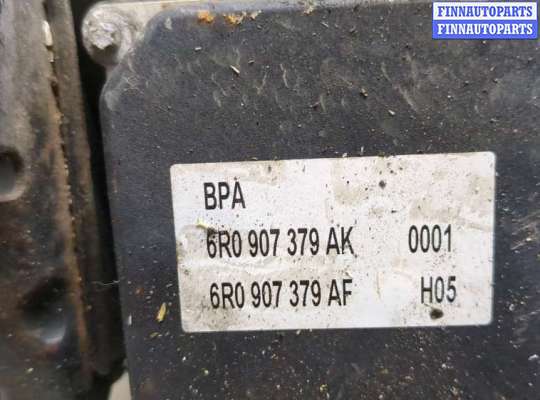 FINNAUTOPARTS
FINNAUTOPARTS
BPA
6R0 907 379 AK 0001
6R0 907 379 AF H05